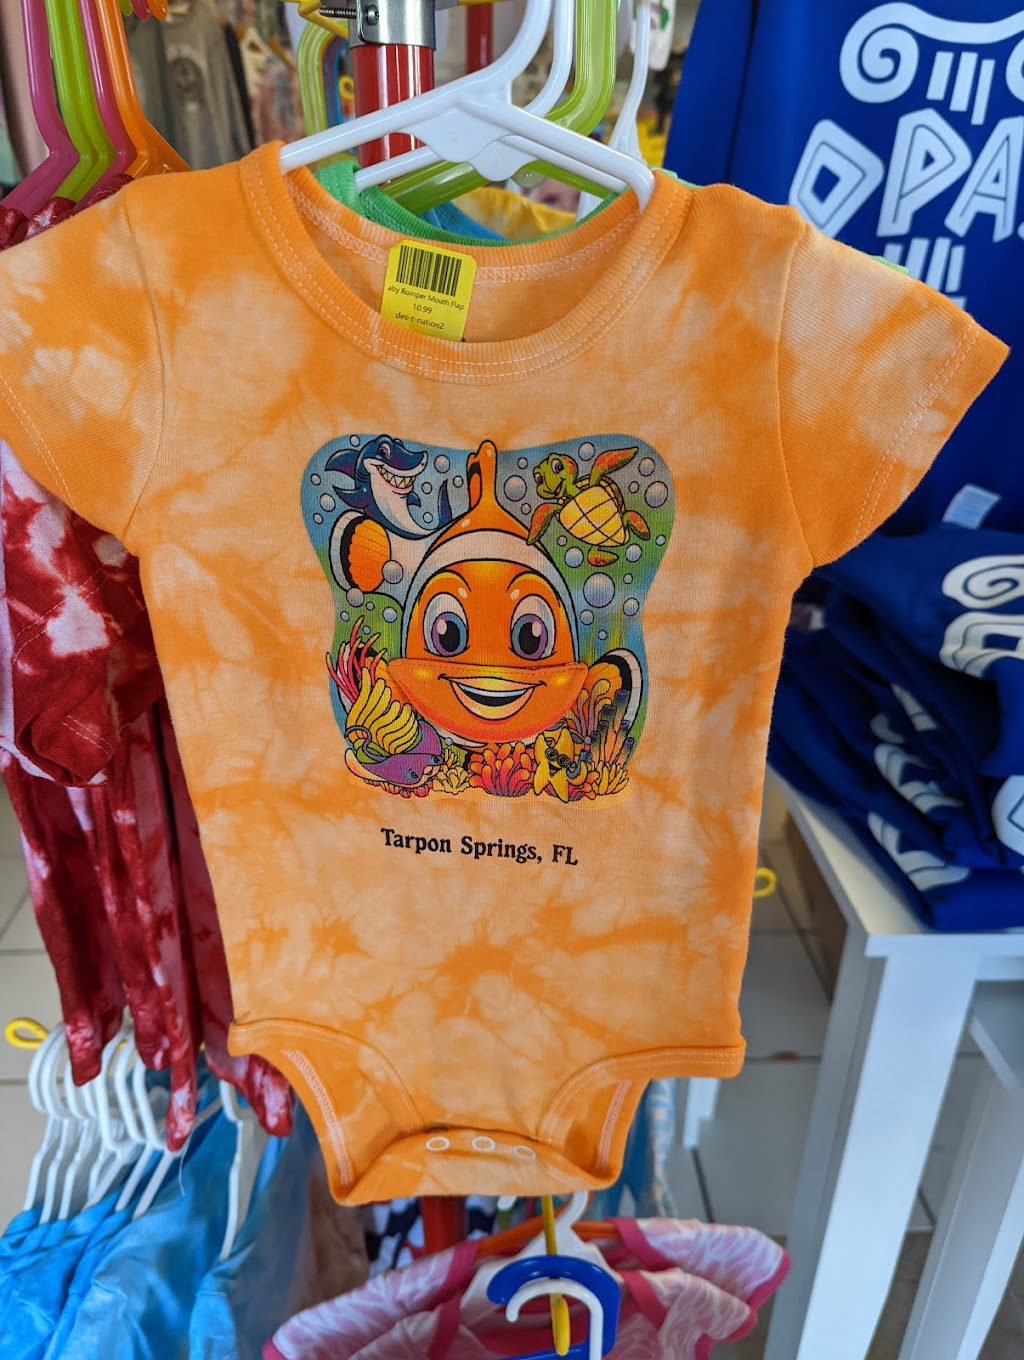 aby Romper Mouth Flap
10.99
des-t-nation2
OPA
Tarpon Springs, FL